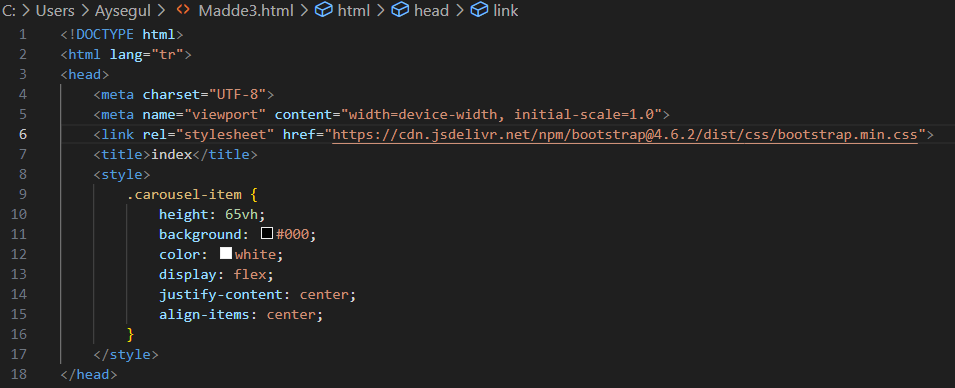 C: > Users > Aysegul > <> Madde3.html > html > head > link
1 <!DOCTYPE html>
2 <html lang="tr">
3 <head>
4     <meta charset="UTF-8">
5     <meta name="viewport" content="width=device-width, initial-scale=1.0">
6     <link rel="stylesheet" href="https://cdn.jsdelivr.net/npm/bootstrap@4.6.2/dist/css/bootstrap.min.css">
7     <title>index</title>
8     <style>
9         .carousel-item {
10             height: 65vh;
11             background: #000;
12             color: white;
13             display: flex;
14             justify-content: center;
15             align-items: center;
16         }
17     </style>
18 </head>